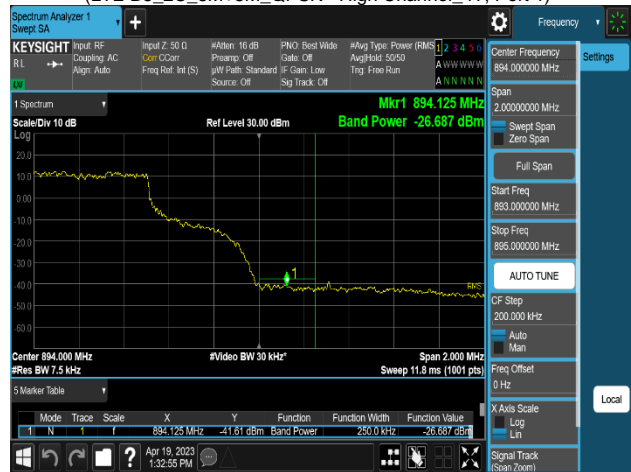 Spectrum Analyzer 1
Swept SA
Frequency
KEYSIGHT
RL
Input: RF
Coupling: AC
Align: Auto
Input Z: 50 Ω
Corr CCorr
Freq Ref: Int (S)
#Atten: 16 dB
Preamp: Off
µW Path: Standard
Source: Off
PNO: Best Wide
Gate: Off
IF Gain: Low
Sig Track: Off
#Avg Type: Power (RMS)
Avg|Hold: 50/50
Trig: Free Run
1 2 3 4 5 6
A W W W W W
A N N N N N
1 Spectrum
Scale/Div 10 dB
Log
Ref Level 30.00 dBm
Mkr1 894.125 MHz
Band Power -26.687 dBm
20.0
10.0
0.00
-10.0
-20.0
-30.0
-40.0
-50.0
-60.0
1
RMS
Center 894.000 MHz
#Res BW 7.5 kHz
#Video BW 30 kHz*
Span 2.000 MHz
Sweep 11.8 ms (1001 pts)
5 Marker Table
Mode Trace Scale X Y Function Function Width Function Value
1 N 1 f 894.125 MHz -41.61 dBm Band Power 250.0 kHz -26.687 dBm
Apr 19, 2023
1:32:55 PM
Center Frequency
894.000000 MHz
Settings
Span
2.00000000 MHz
Swept Span
Zero Span
Full Span
Start Freq
893.000000 MHz
Stop Freq
895.000000 MHz
AUTO TUNE
CF Step
200.000 kHz
Auto
Man
Freq Offset
0 Hz
X Axis Scale
Log
Lin
Local
Signal Track
(Span Zoom)